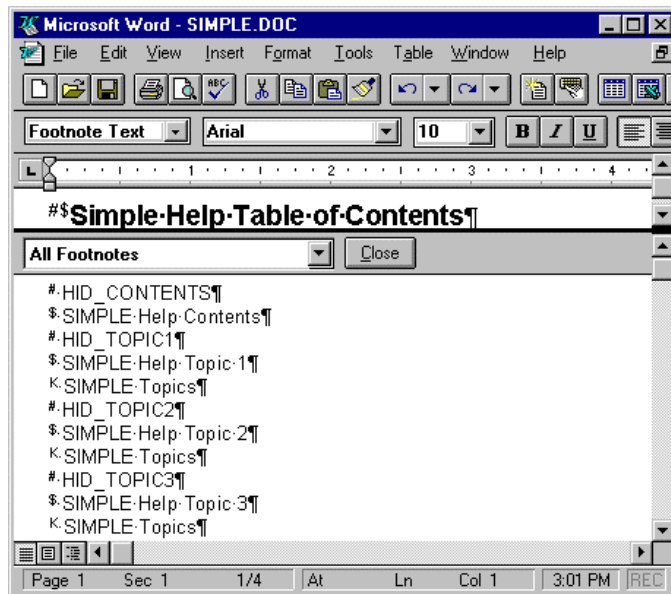 Microsoft Word - SIMPLE.DOC
File Edit View Insert Format Tools Table Window Help
ABC
Footnote Text Arial 10 B I U
L 1 2 3 4
#$Simple·Help·Table·of·Contents¶
All Footnotes Close
#·HID_CONTENTS¶
$·SIMPLE·Help·Contents¶
#·HID_TOPIC1¶
$·SIMPLE·Help·Topic·1¶
K·SIMPLE·Topics¶
#·HID_TOPIC2¶
$·SIMPLE·Help·Topic·2¶
K·SIMPLE·Topics¶
#·HID_TOPIC3¶
$·SIMPLE·Help·Topic·3¶
K·SIMPLE·Topics¶
Page 1 Sec 1 1/4 At Ln Col 1 3:01 PM REC